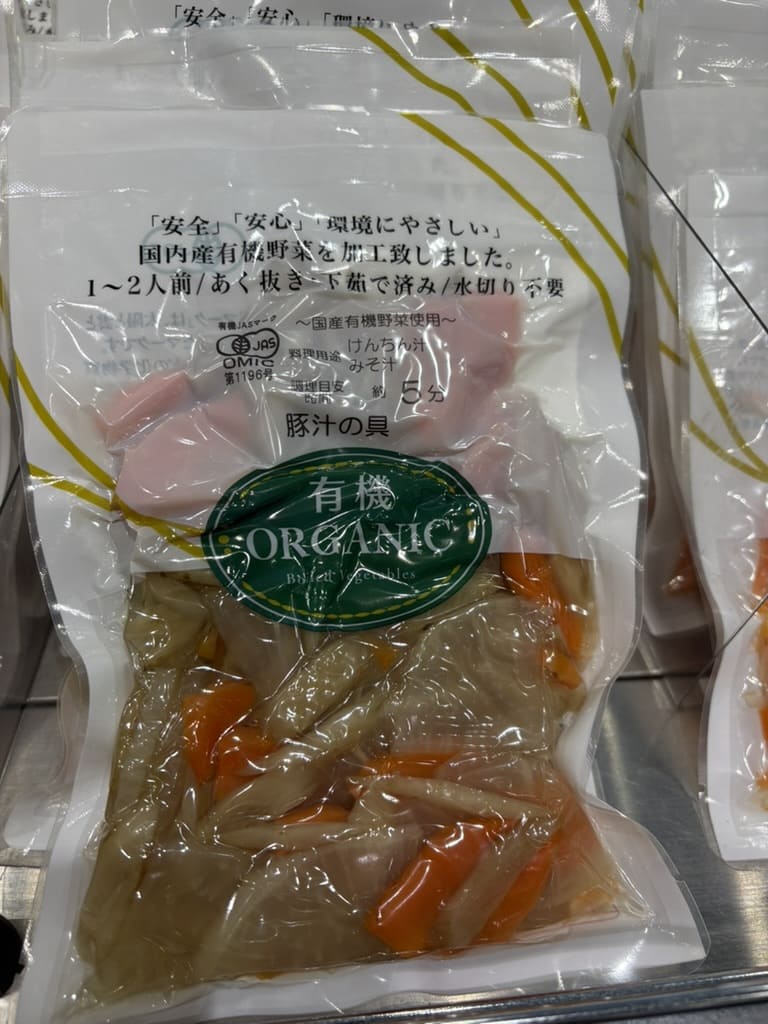 「安全」「安心」「環境にやさしい」
国内産有機野菜を加工致しました。
1〜2人前/あく抜き・下茹で済み/水切り不要
有機JASマーク
JAS
OMIC
第1196号
〜国産有機野菜使用〜
料理用途 けんちん汁
みそ汁
調理目安
約5分
豚汁の具
有機
ORGANIC
Boiled Vegetables